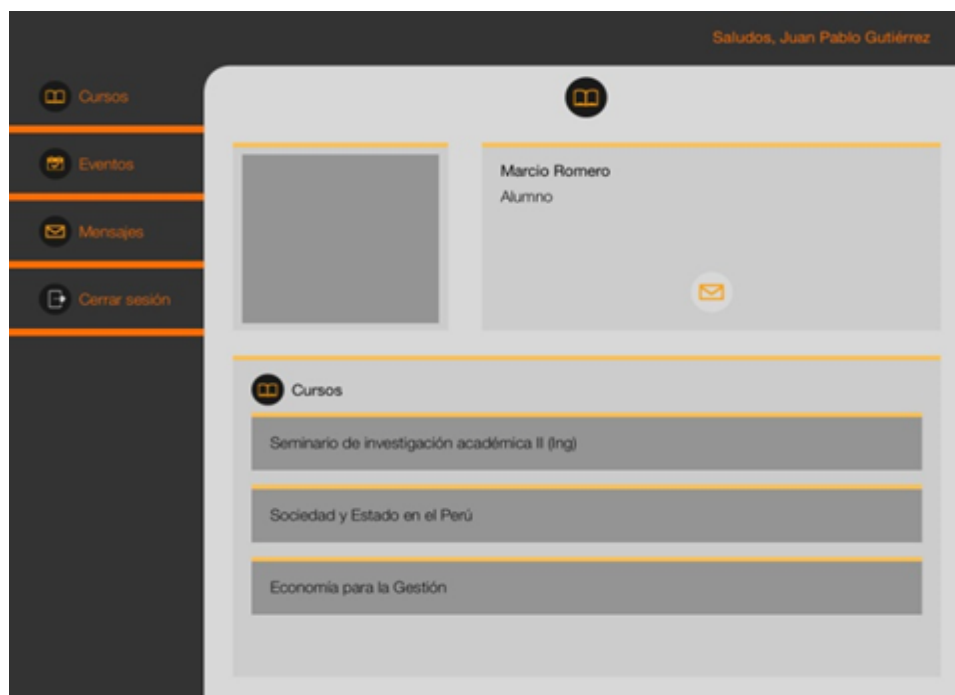 Saludos, Juan Pablo Gutiérrez
Cursos
Eventos
Mensajes
Cerrar sesión
Marcio Romero
Alumno
Cursos
Seminario de investigación académica II (Ing)
Sociedad y Estado en el Perú
Economía para la Gestión